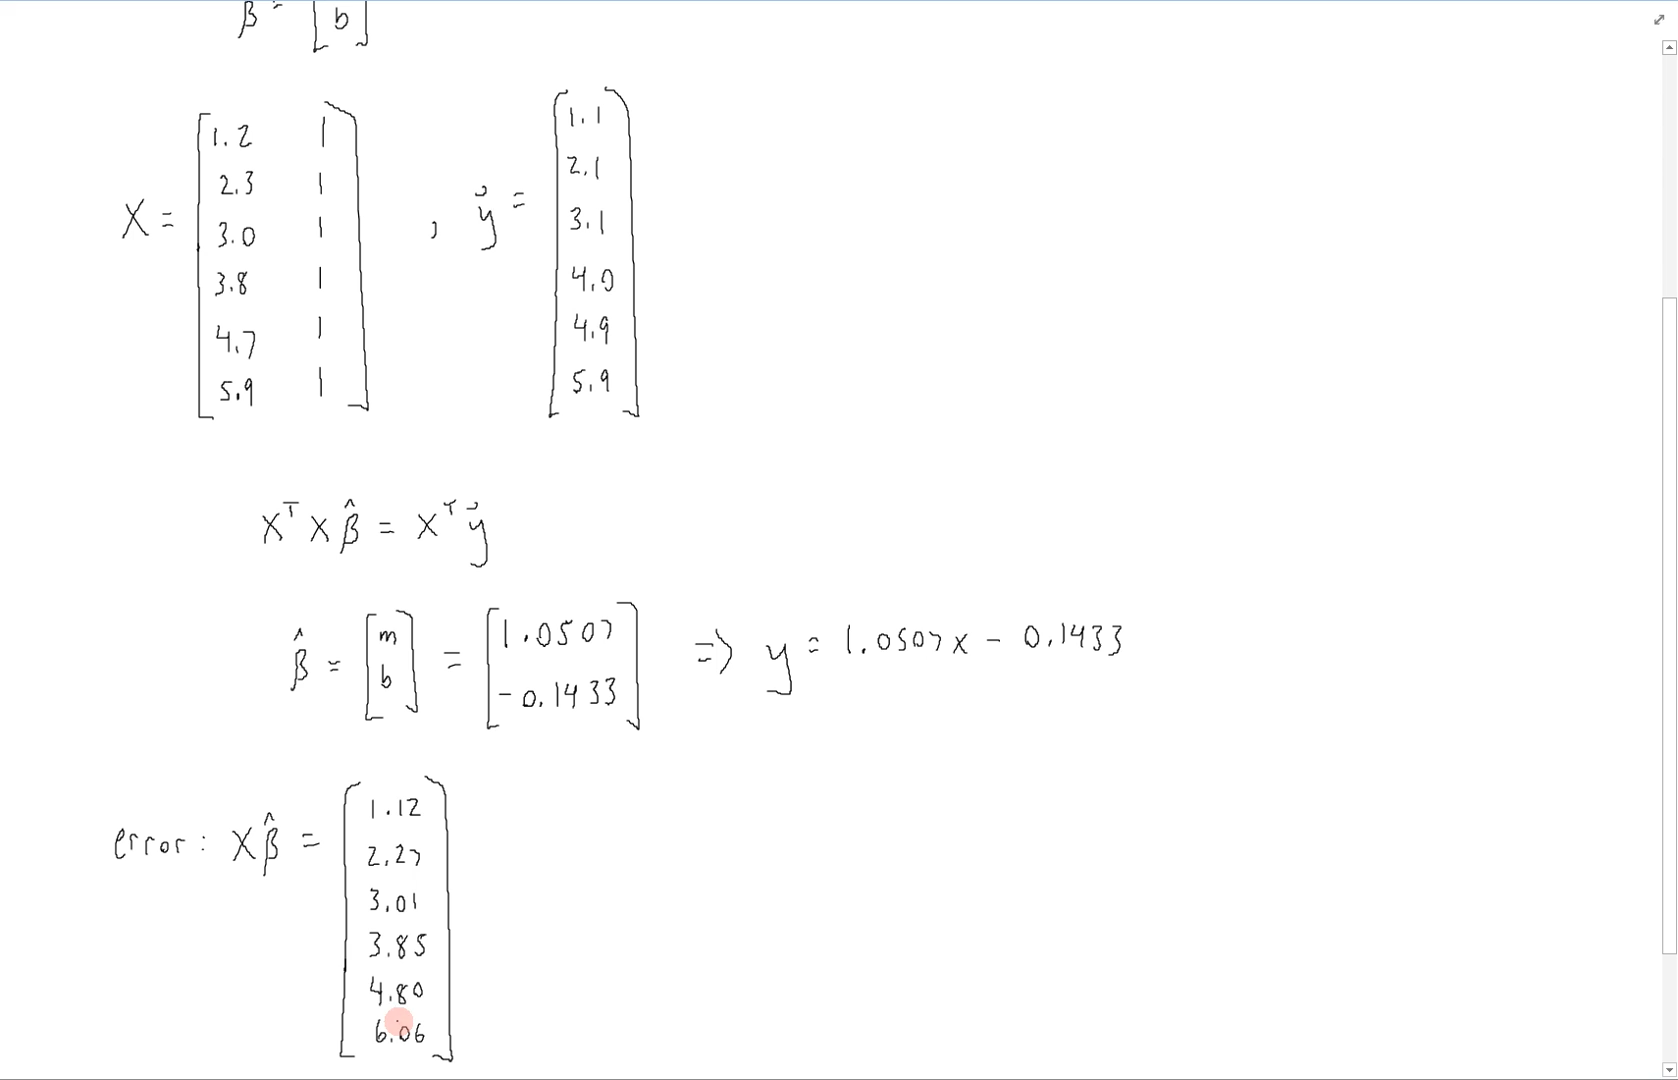 β = [ b ]
X = [ 1.2 1
2.3 1
3.0 1
3.8 1
4.7 1
5.9 1 ]
, y⃗ = [ 1.1
2.1
3.1
4.0
4.9
5.9 ]
XᵀX β̂ = Xᵀ y⃗
β̂ = [ m
b ] = [ 1.0507
-0.1433 ] => y = 1.0507x - 0.1433
error: Xβ̂ = [ 1.12
2.27
3.01
3.85
4.80
6.06 ]